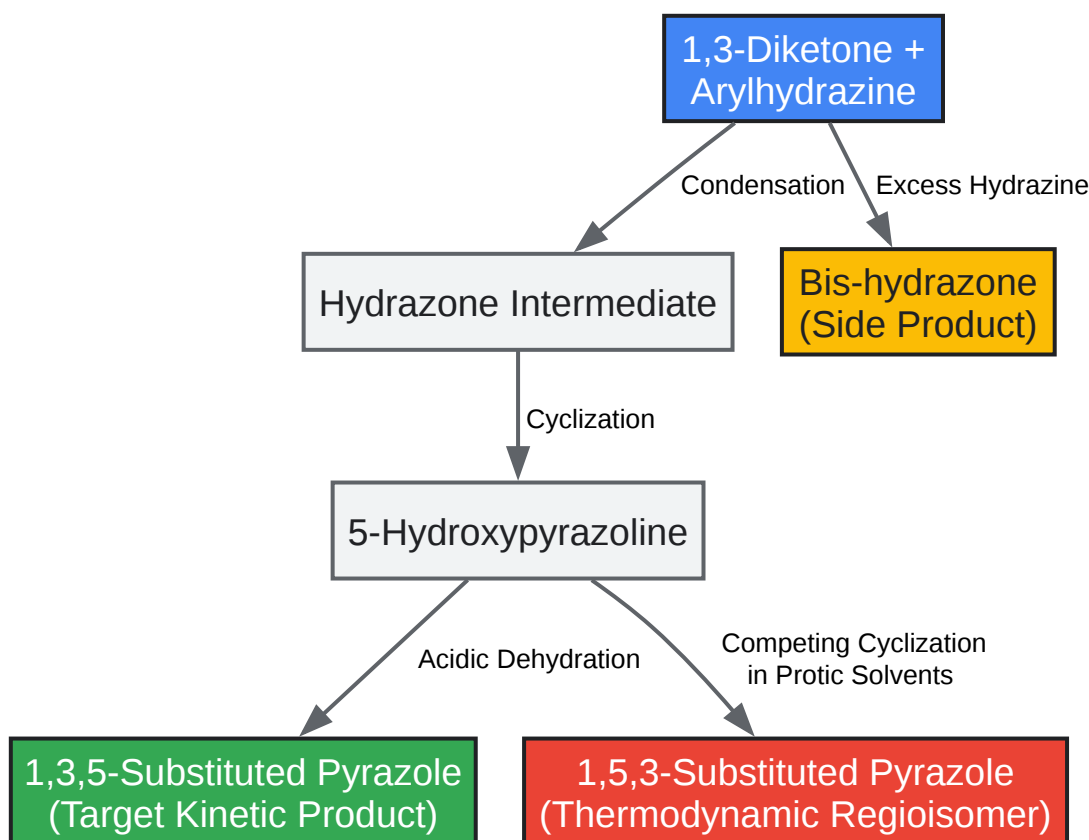 1,3-Diketone +
Arylhydrazine
Condensation
Excess Hydrazine
Hydrazone Intermediate
Bis-hydrazone
(Side Product)
Cyclization
5-Hydroxypyrazoline
Acidic Dehydration
Competing Cyclization
in Protic Solvents
1,3,5-Substituted Pyrazole
(Target Kinetic Product)
1,5,3-Substituted Pyrazole
(Thermodynamic Regioisomer)